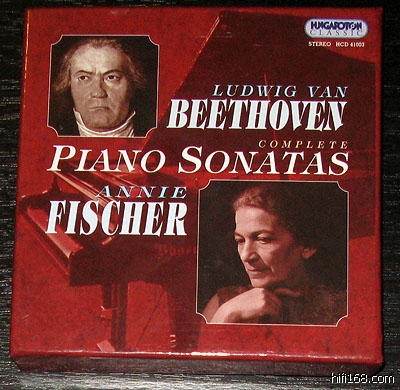 HUNGAROTON
CLASSIC
STEREO HCD 41003
LUDWIG VAN
BEETHOVEN
COMPLETE
PIANO SONATAS
ANNIE
FISCHER
hifi168.com